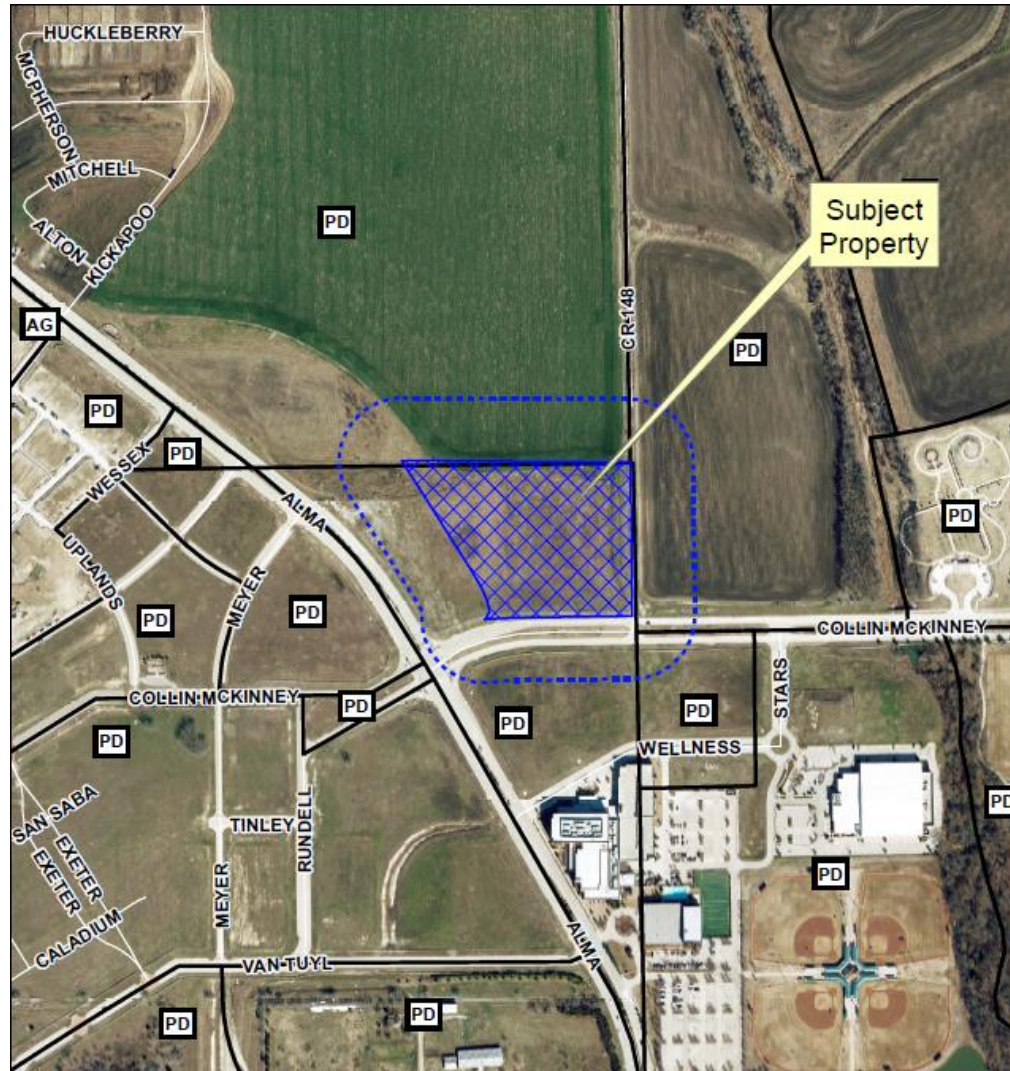 HUCKLEBERRY
MCPHERSON
MITCHELL
ALTON
KICKAPOO
PD
Subject
Property
AG
CR 148
PD
PD
WESSEX
PD
ALMA
PD
UPLANDS
MEYER
PD
PD
COLLIN MCKINNEY
STARS
COLLIN MCKINNEY
PD
PD
PD
PD
WELLNESS
SAN SABA
EXETER
EXETER
TINLEY
RUNDELL
PD
MEYER
PD
CALADIUM
ALMA
VAN TUYL
PD
PD